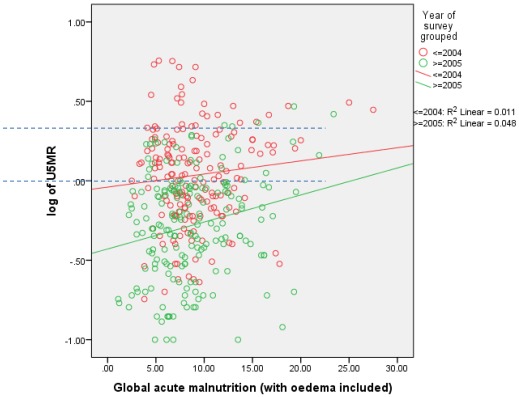 Year of
survey
grouped
<=2004
>=2005
<=2004
>=2005
<=2004: R² Linear = 0.011
>=2005: R² Linear = 0.048
1.00
.50
.00
-.50
-1.00
log of U5MR
.00 5.00 10.00 15.00 20.00 25.00 30.00
Global acute malnutrition (with oedema included)